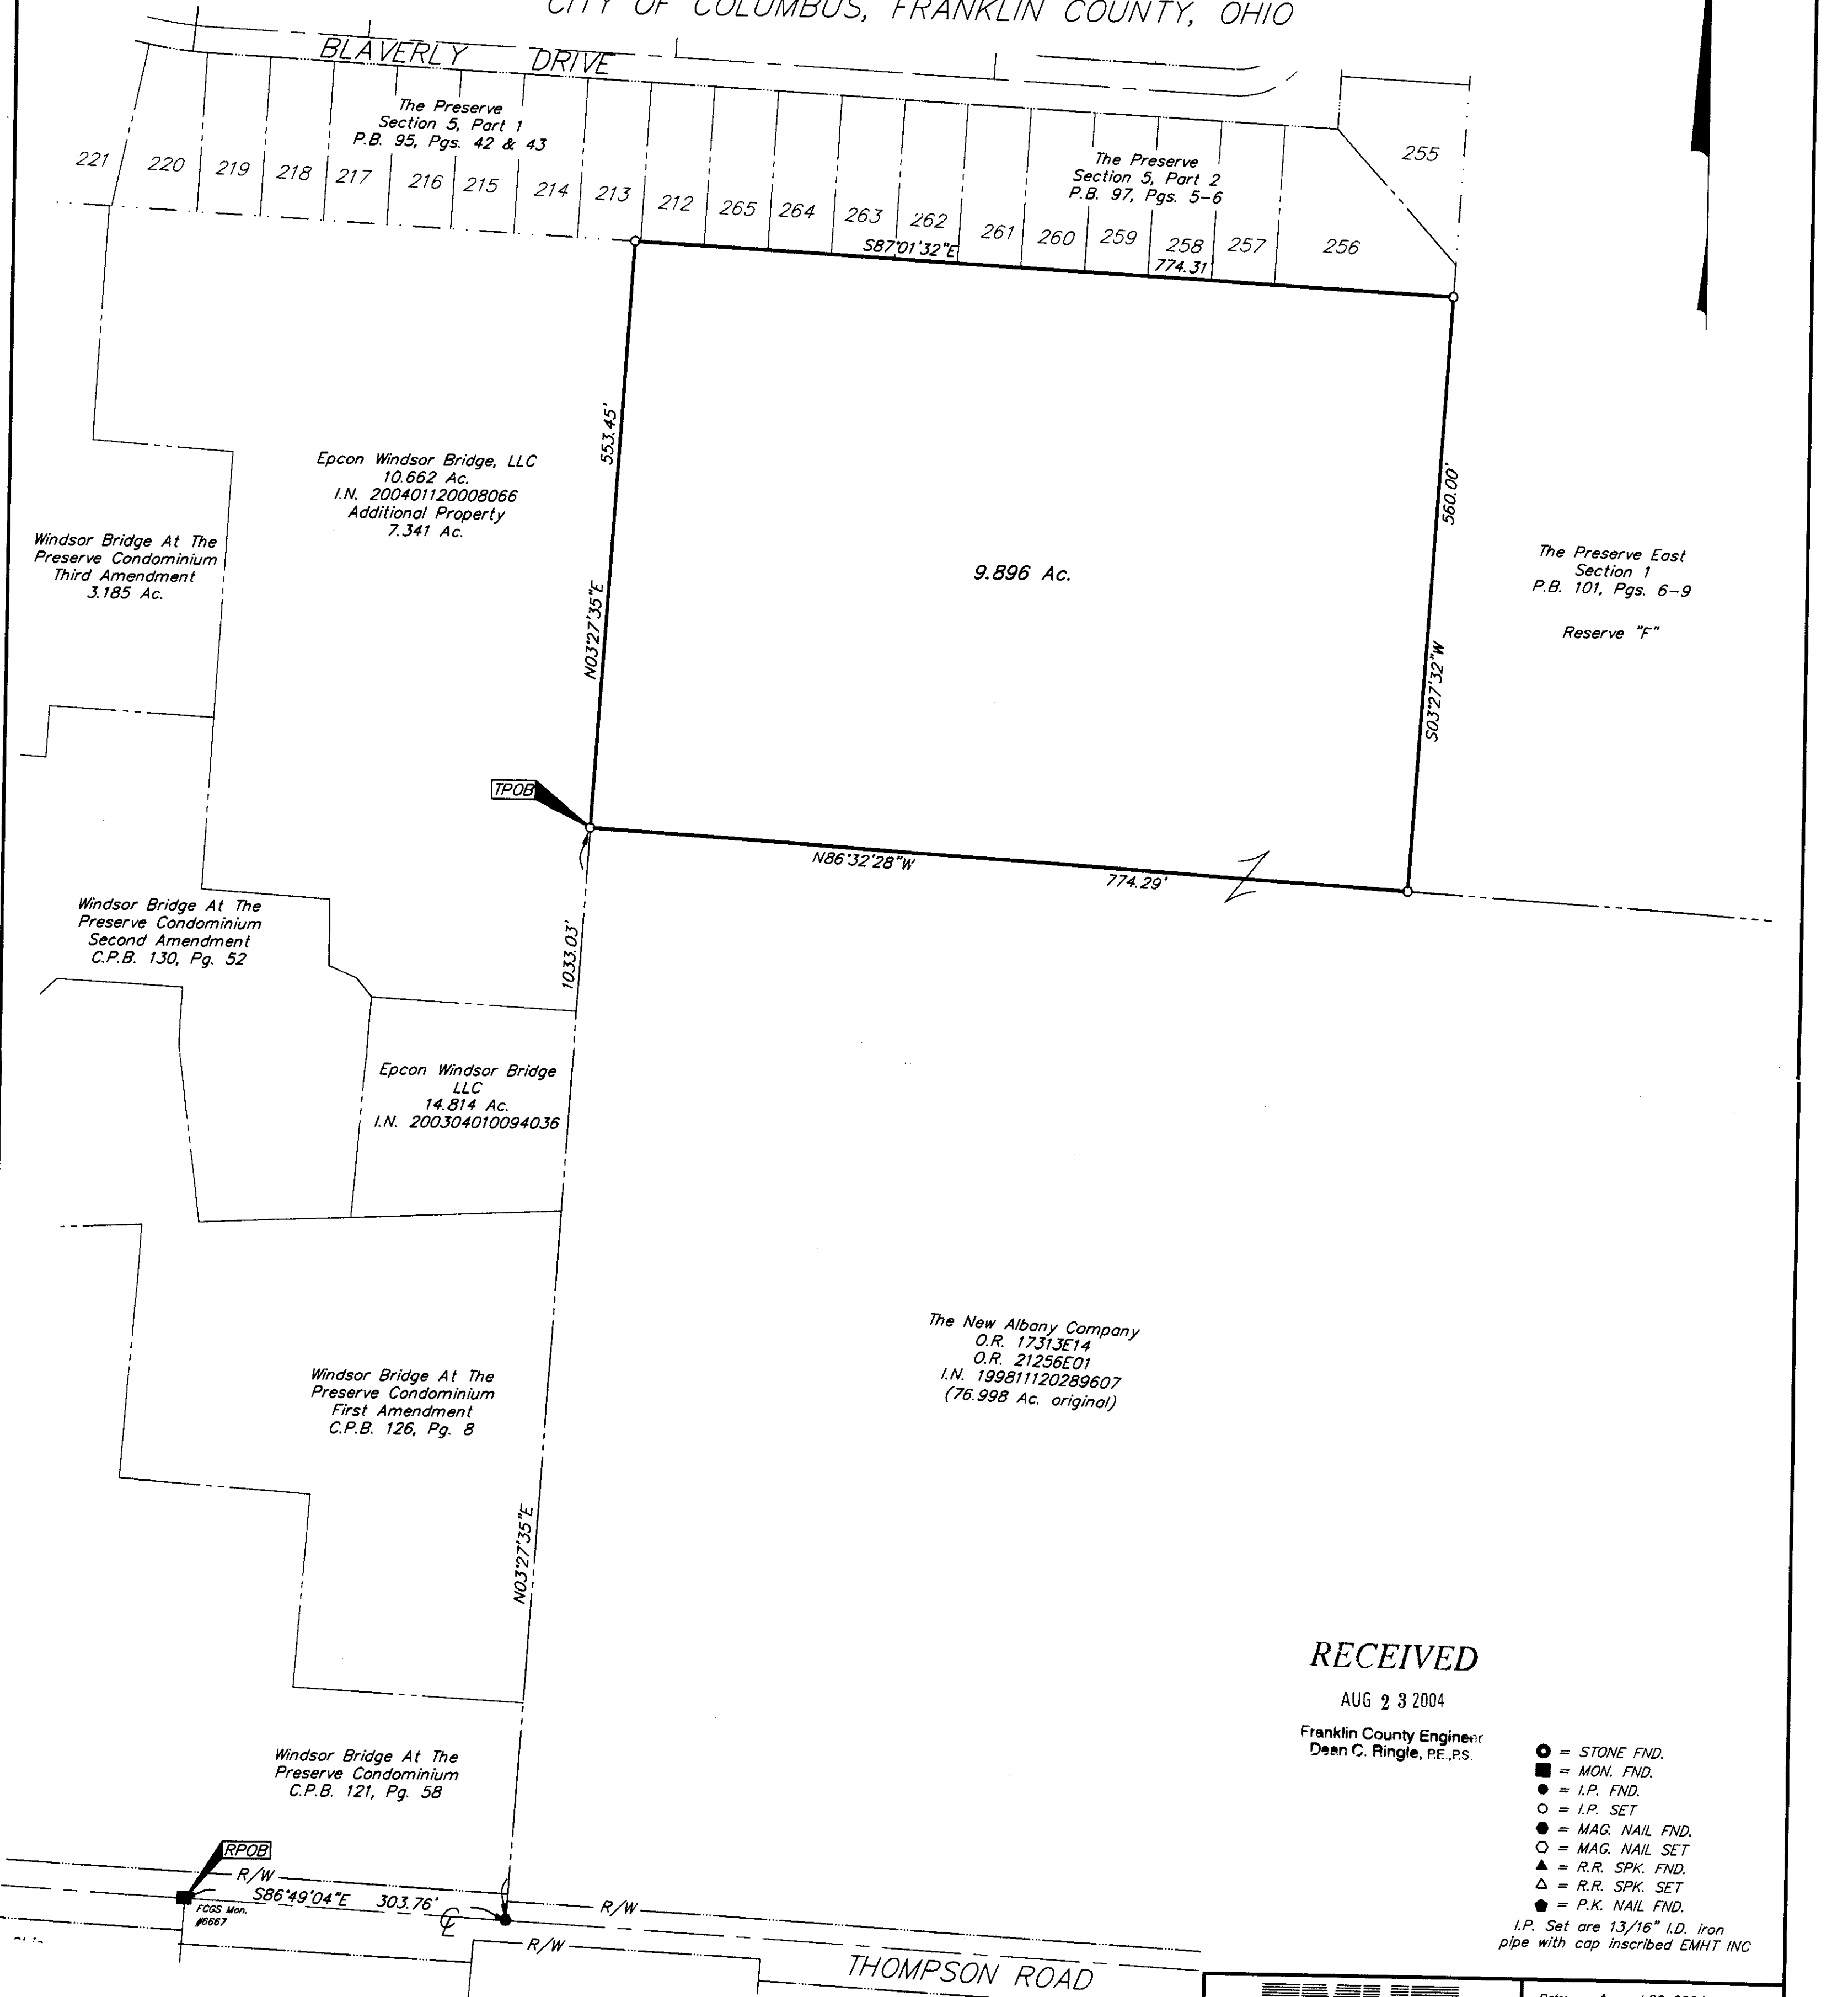 CITY OF COLUMBUS, FRANKLIN COUNTY, OHIO
BLAVERLY DRIVE
The Preserve
Section 5, Part 1
P.B. 95, Pgs. 42 & 43
The Preserve
Section 5, Part 2
P.B. 97, Pgs. 5-6
221
220
219
218
217
216
215
214
213
212
265
264
263
262
261
260
259
258
257
256
255
S87°01'32"E
774.31'
553.45'
N03°27'35"E
560.00'
S03°27'32"W
9.896 Ac.
Epcon Windsor Bridge, LLC
10.662 Ac.
I.N. 200401120008066
Additional Property
7.341 Ac.
Windsor Bridge At The
Preserve Condominium
Third Amendment
3.185 Ac.
The Preserve East
Section 1
P.B. 101, Pgs. 6-9
Reserve "F"
TPOB
N86°32'28"W
774.29'
Windsor Bridge At The
Preserve Condominium
Second Amendment
C.P.B. 130, Pg. 52
1033.03'
Epcon Windsor Bridge
LLC
14.814 Ac.
I.N. 200304010094036
The New Albany Company
O.R. 17313E14
O.R. 21256E01
I.N. 199811120289607
(76.998 Ac. original)
Windsor Bridge At The
Preserve Condominium
First Amendment
C.P.B. 126, Pg. 8
N03°27'35"E
RECEIVED
AUG 23 2004
Franklin County Engineer
Dean C. Ringle, P.E.,P.S.
Windsor Bridge At The
Preserve Condominium
C.P.B. 121, Pg. 58
= STONE FND.
= MON. FND.
= I.P. FND.
= I.P. SET
= MAG. NAIL FND.
= MAG. NAIL SET
= R.R. SPK. FND.
= R.R. SPK. SET
= P.K. NAIL FND.
I.P. Set are 13/16" I.D. iron
pipe with cap inscribed EMHT INC
RPOB
R/W
S86°49'04"E 303.76'
FCGS Mon.
#6667
R/W
R/W
THOMPSON ROAD